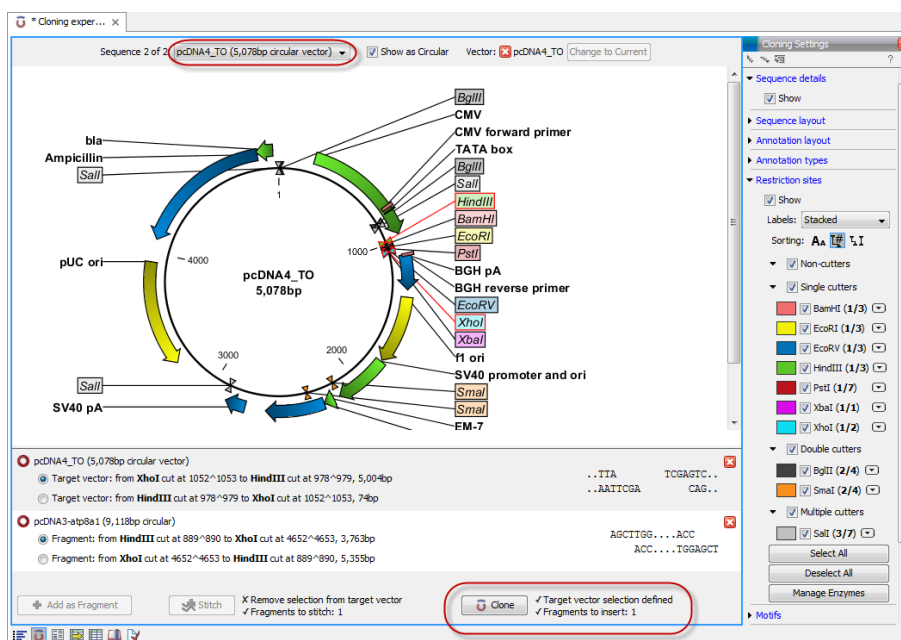 * Cloning exper...
Sequence 2 of 2 pcDNA4_TO (5,078bp circular vector) Show as Circular Vector: pcDNA4_TO Change to Current
BglII
CMV
CMV forward primer
TATA box
BglII
SalI
HindIII
BamHI
EcoRI
PstI
BGH pA
BGH reverse primer
EcoRV
XhoI
XbaI
f1 ori
SV40 promoter and ori
SmaI
SmaI
EM-7
bla
Ampicillin
SalI
pUC ori
SalI
SV40 pA
1
1000
2000
3000
4000
pcDNA4_TO
5,078bp
pcDNA4_TO (5,078bp circular vector)
Target vector: from XhoI cut at 1052^1053 to HindIII cut at 978^979, 5,004bp
Target vector: from HindIII cut at 978^979 to XhoI cut at 1052^1053, 74bp
..TTA TCGAGTC..
..AATTCGA CAG..
pcDNA3-atp8a1 (9,118bp circular)
Fragment: from HindIII cut at 889^890 to XhoI cut at 4652^4653, 3,763bp
Fragment: from XhoI cut at 4652^4653 to HindIII cut at 889^890, 5,355bp
AGCTTGG....ACC
ACC....TGGAGCT
Add as Fragment
Stitch
X Remove selection from target vector
✓Fragments to stitch: 1
Clone
✓Target vector selection defined
✓Fragments to insert: 1
Cloning Settings
?
Sequence details
Show
Sequence layout
Annotation layout
Annotation types
Restriction sites
Show
Labels: Stacked
Sorting:
Non-cutters
Single cutters
BamHI (1/3)
EcoRI (1/3)
EcoRV (1/3)
HindIII (1/3)
PstI (1/7)
XbaI (1/1)
XhoI (1/2)
Double cutters
BglII (2/4)
SmaI (2/4)
Multiple cutters
SalI (3/7)
Select All
Deselect All
Manage Enzymes
Motifs